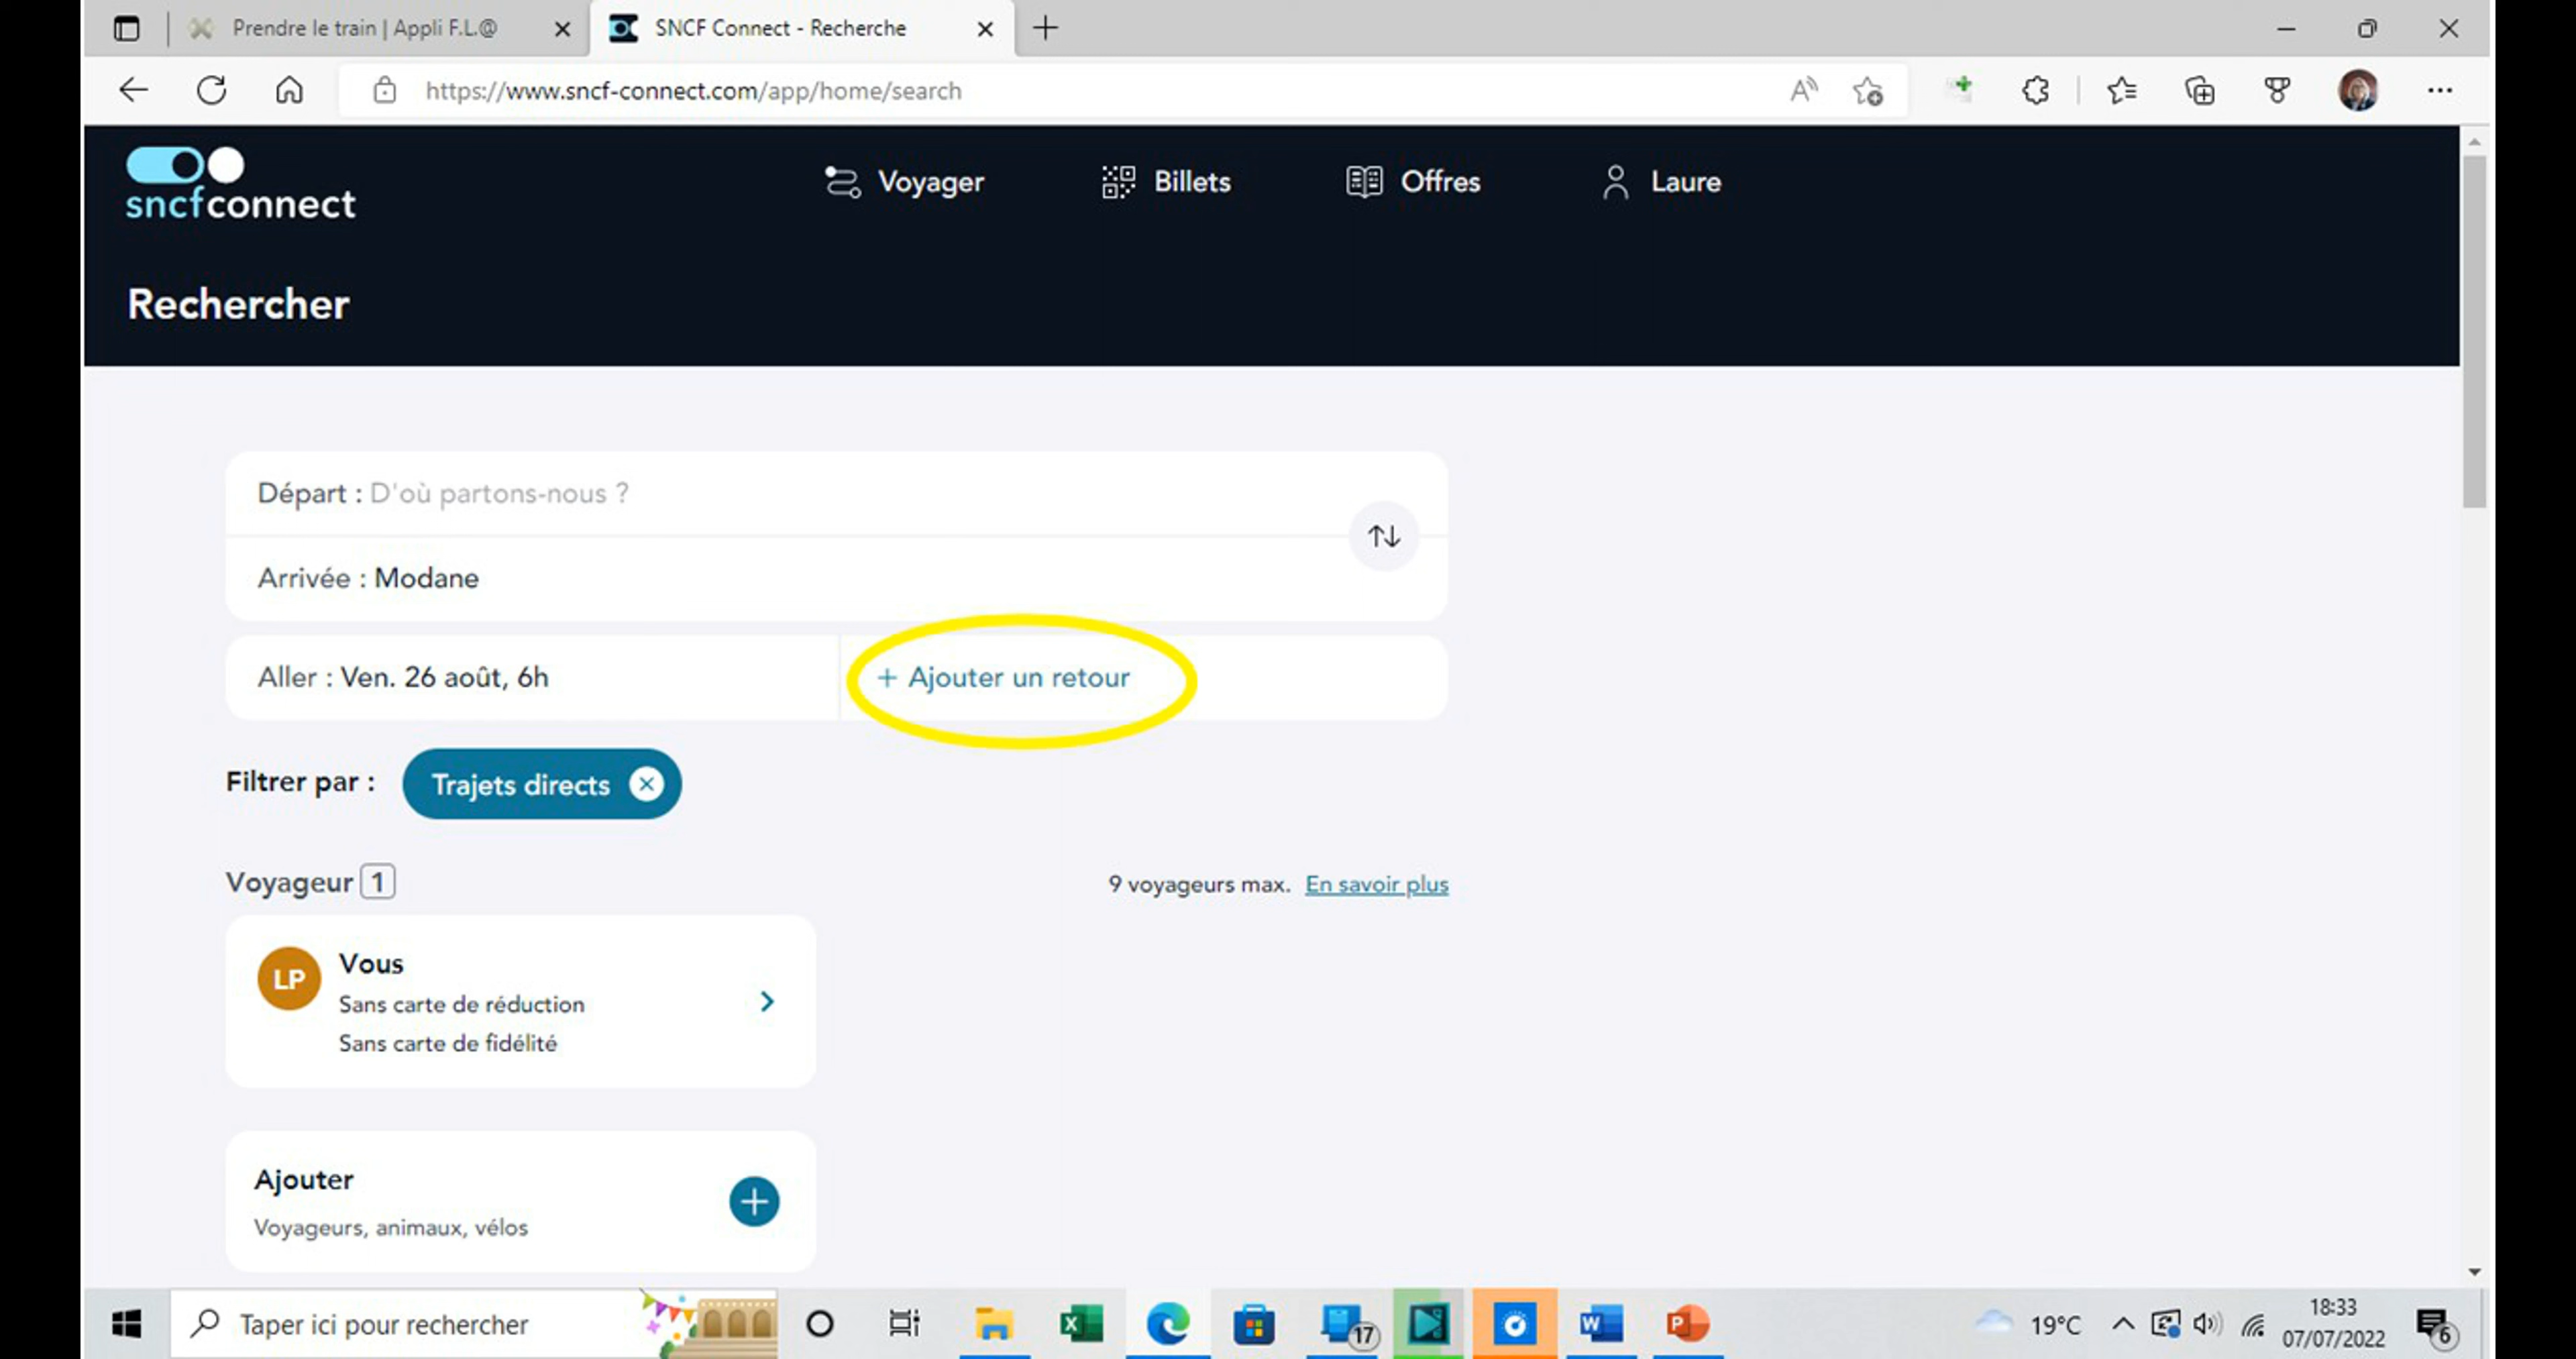 Prendre le train | Appli F.L.@
SNCF Connect - Recherche
https://www.sncf-connect.com/app/home/search
sncf connect
Voyager
Billets
Offres
Laure
Rechercher
Départ : D'où partons-nous ?
Arrivée : Modane
Aller : Ven. 26 août, 6h
+ Ajouter un retour
Filtrer par :
Trajets directs
Voyageur 1
9 voyageurs max. En savoir plus
LP
Vous
Sans carte de réduction
Sans carte de fidélité
Ajouter
Voyageurs, animaux, vélos
Taper ici pour rechercher
17
19°C
18:33
07/07/2022
6